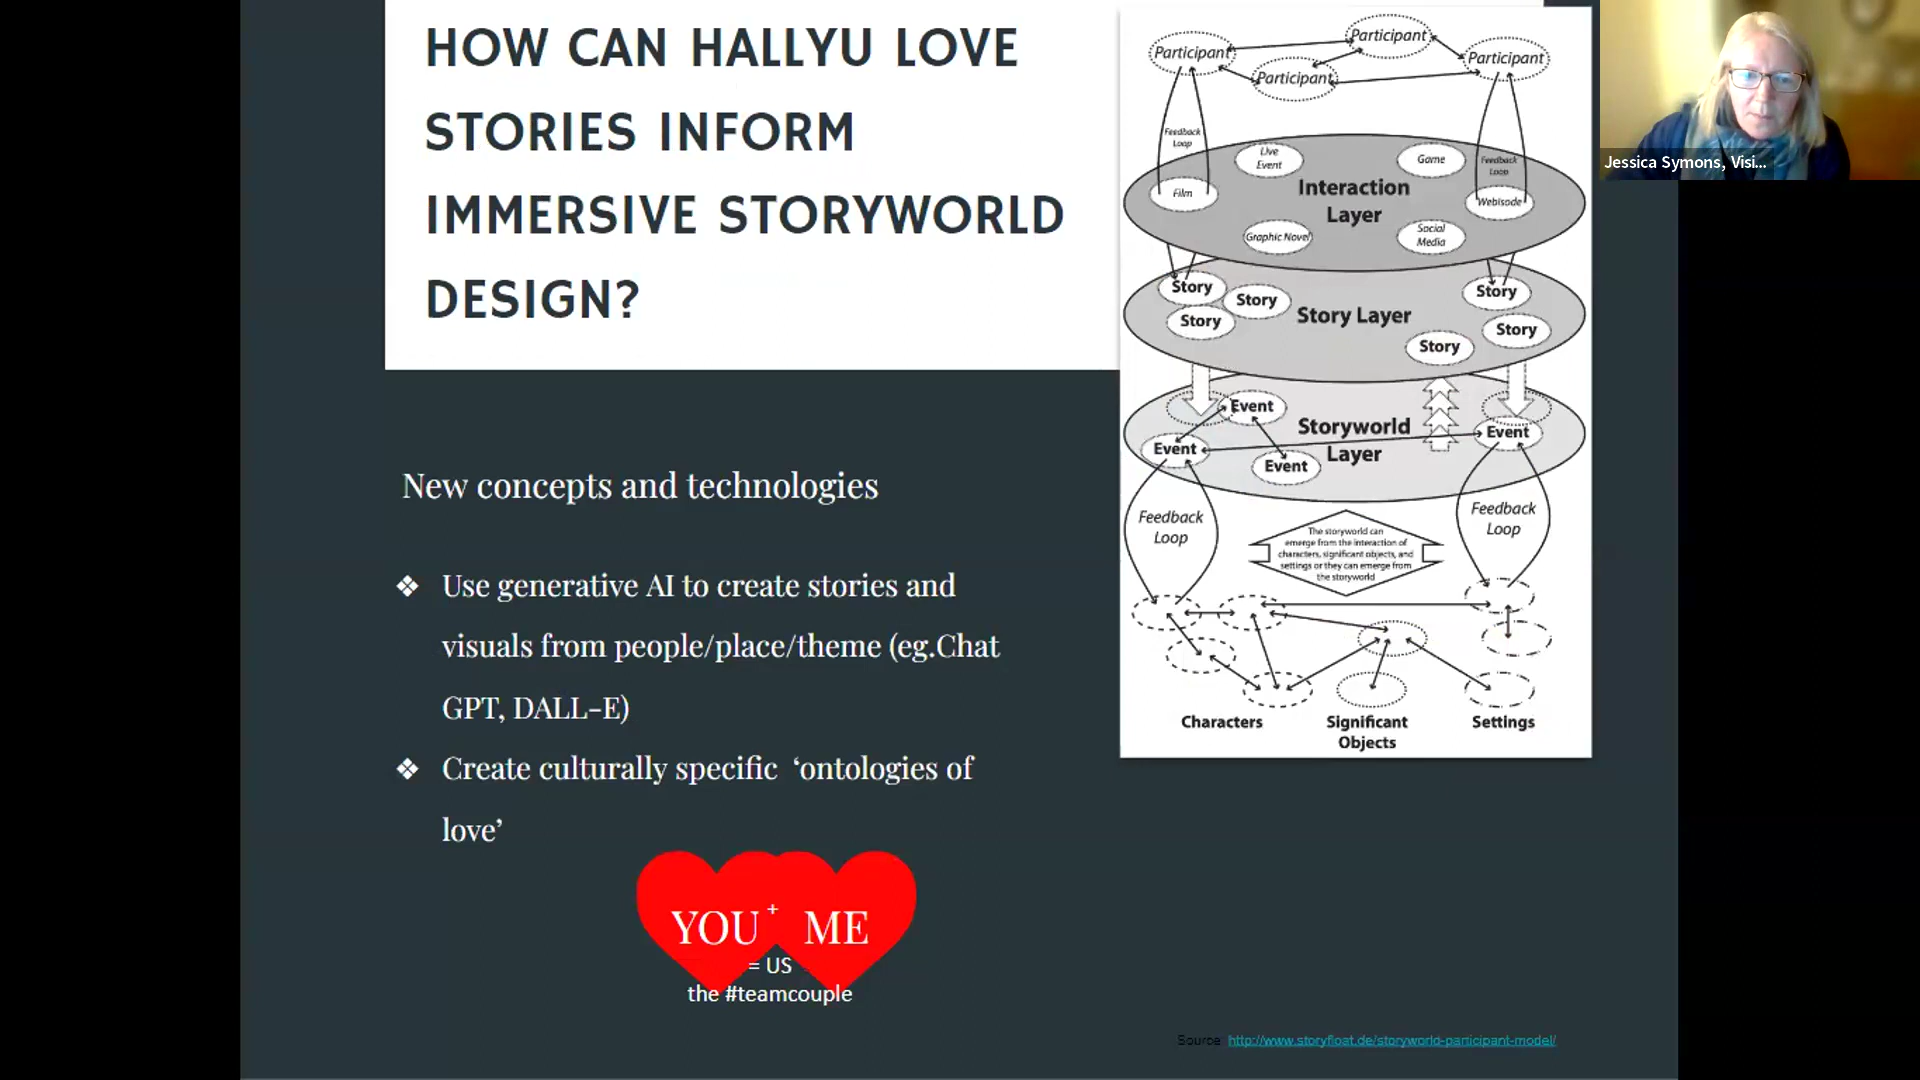 HOW CAN HALLYU LOVE
STORIES INFORM
IMMERSIVE STORYWORLD
DESIGN?
New concepts and technologies
❖ Use generative AI to create stories and
visuals from people/place/theme (eg.Chat
GPT, DALL-E)
❖ Create culturally specific ‘ontologies of
love’
YOU + ME
= US
the #teamcouple
Participant
Participant
Participant
Participant
Feedback
Loop
Live
Event
Game
Feedback
Loop
Film
Interaction
Layer
Webisode
Graphic Novel
Social
Media
Story
Story
Story
Story Layer
Story
Story
Story
Event
Event
Event
Storyworld
Layer
Event
Feedback
Loop
The storyworld can
emerge from the interaction of
characters, significant objects, and
settings or they can emerge from
the storyworld
Feedback
Loop
Characters
Significant
Objects
Settings
Source: http://www.storyfloat.de/storyworld-participant-model/
Jessica Symons, Visi...